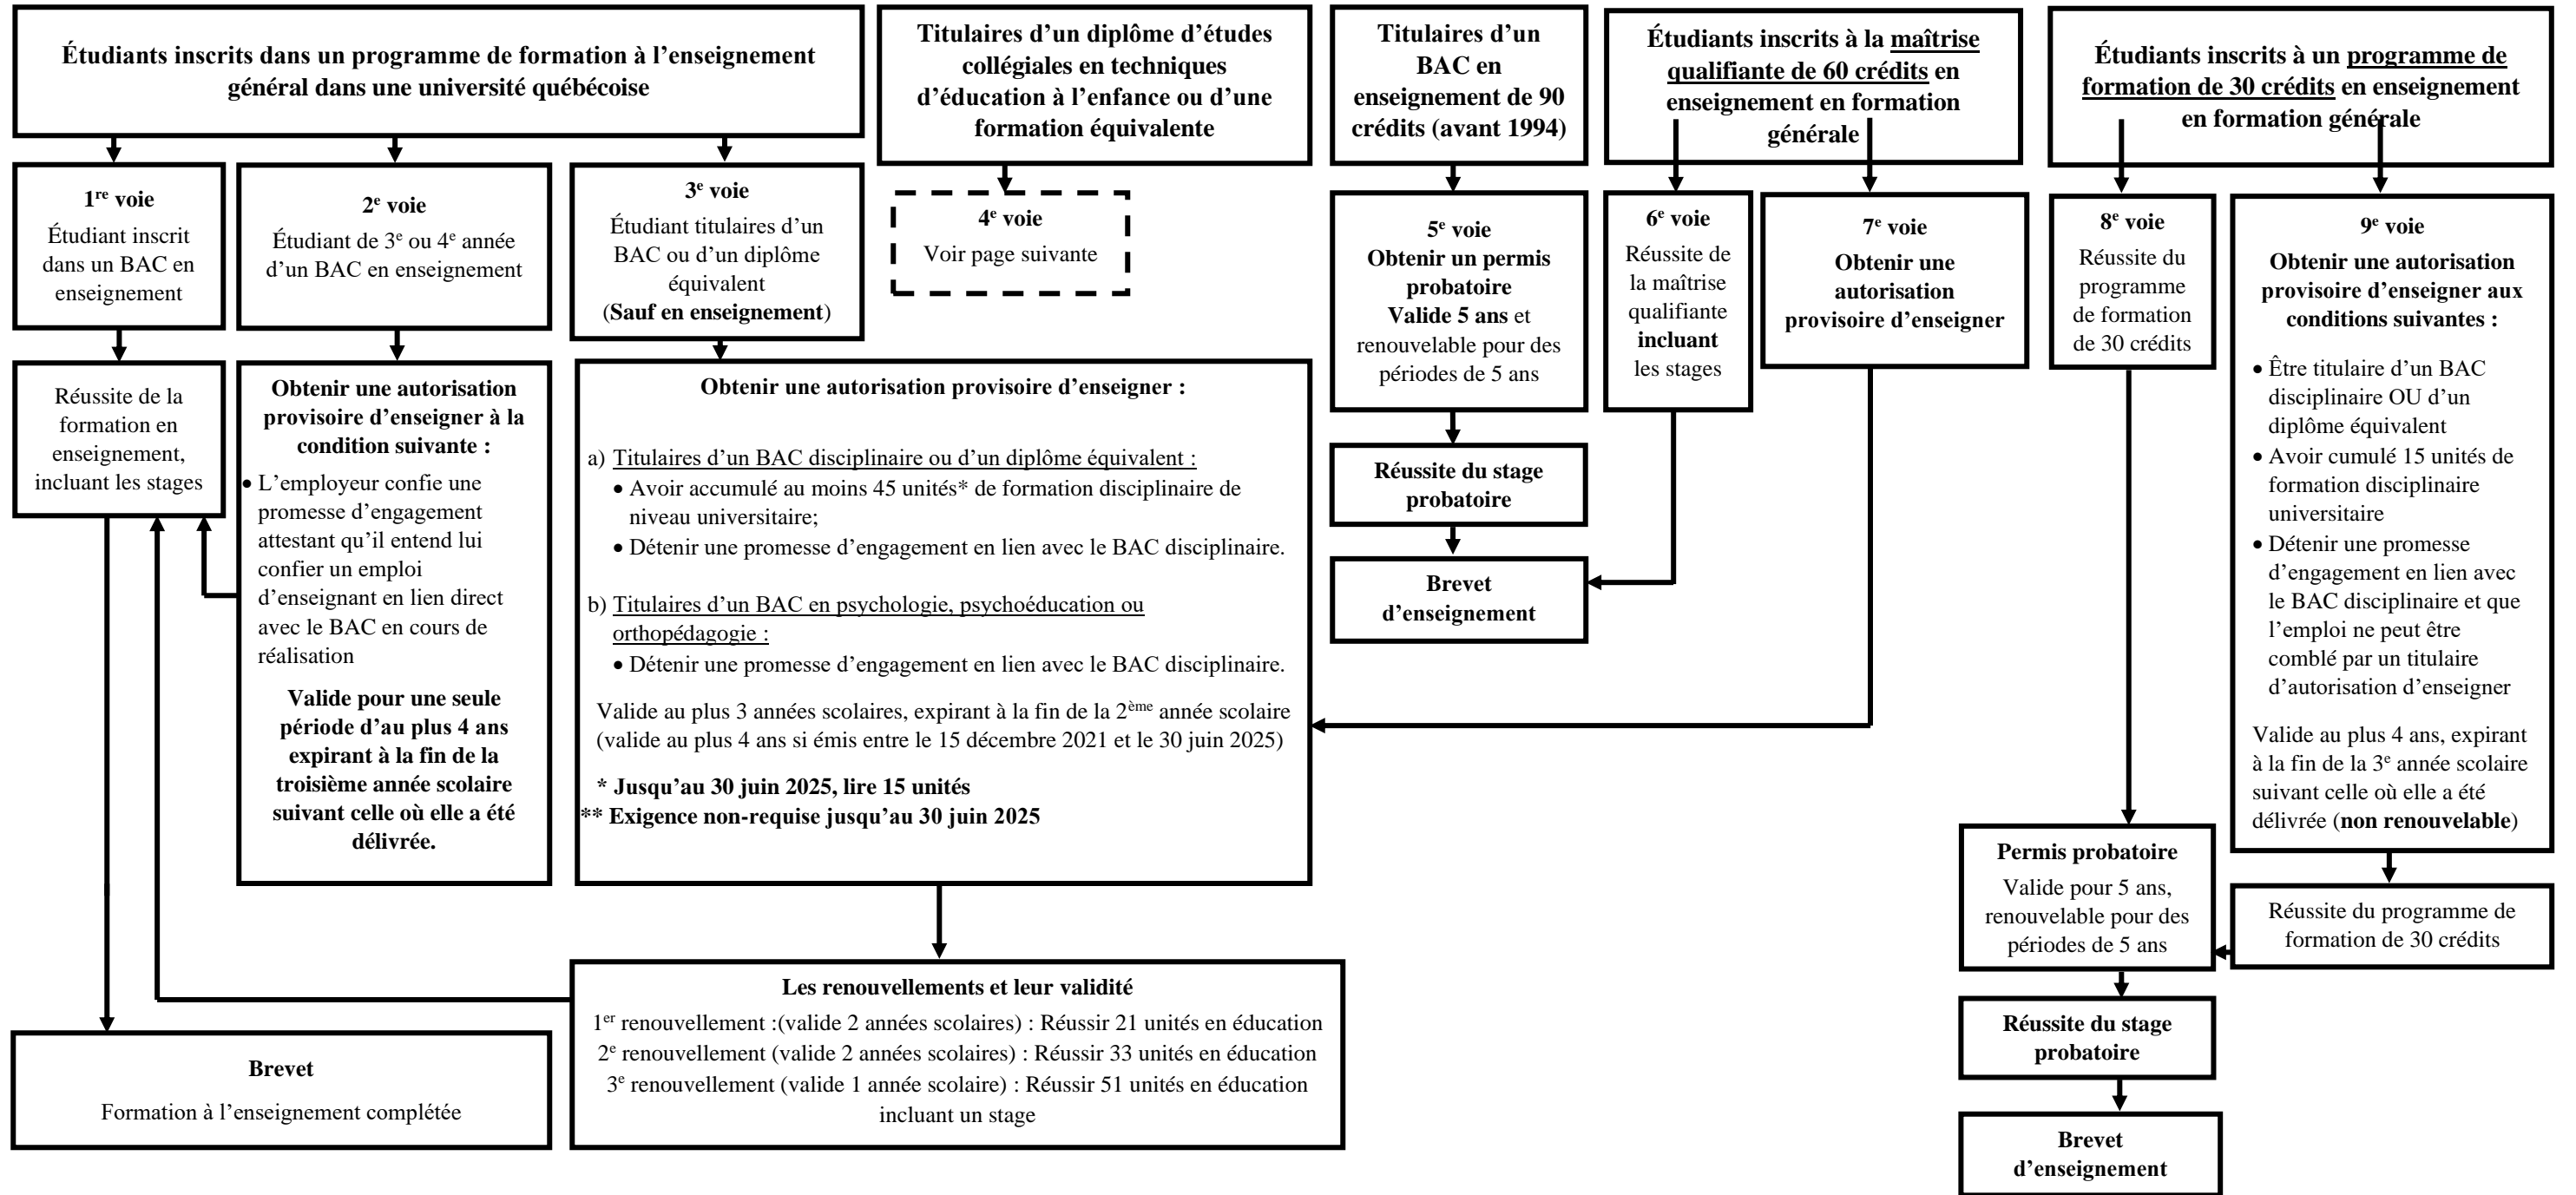 Étudiants inscrits dans un programme de formation à l'enseignement
général dans une université québécoise
Titulaires d'un diplôme d'études
collégiales en techniques
d'éducation à l'enfance ou d'une
formation équivalente
Titulaires d'un
BAC en
enseignement de 90
crédits (avant 1994)
Étudiants inscrits à la maîtrise
qualifiante de 60 crédits en
enseignement en formation
générale
Étudiants inscrits à un programme de
formation de 30 crédits en enseignement
en formation générale
1re voie
Étudiant inscrit
dans un BAC en
enseignement
2e voie
Étudiant de 3e ou 4e année
d'un BAC en enseignement
3e voie
Étudiant titulaires d'un
BAC ou d'un diplôme
équivalent
(Sauf en enseignement)
4e voie
Voir page suivante
5e voie
Obtenir un permis
probatoire
Valide 5 ans et
renouvelable pour des
périodes de 5 ans
6e voie
Réussite de
la maîtrise
qualifiante
incluant
les stages
7e voie
Obtenir une
autorisation
provisoire d'enseigner
8e voie
Réussite du
programme
de formation
de 30 crédits
9e voie
Obtenir une autorisation
provisoire d'enseigner aux
conditions suivantes :
• Être titulaire d'un BAC
disciplinaire OU d'un
diplôme équivalent
• Avoir cumulé 15 unités de
formation disciplinaire
universitaire
• Détenir une promesse
d'engagement en lien avec
le BAC disciplinaire et que
l'emploi ne peut être
comblé par un titulaire
d'autorisation d'enseigner
Valide au plus 4 ans, expirant
à la fin de la 3e année scolaire
suivant celle où elle a été
délivrée (non renouvelable)
Réussite de la
formation en
enseignement,
incluant les stages
Obtenir une autorisation
provisoire d'enseigner à la
condition suivante :
• L'employeur confie une
promesse d'engagement
attestant qu'il entend lui
confier un emploi
d'enseignant en lien direct
avec le BAC en cours de
réalisation
Valide pour une seule
période d'au plus 4 ans
expirant à la fin de la
troisième année scolaire
suivant celle où elle a été
délivrée.
Obtenir une autorisation provisoire d'enseigner :
a) Titulaires d'un BAC disciplinaire ou d'un diplôme équivalent :
• Avoir accumulé au moins 45 unités* de formation disciplinaire de
niveau universitaire;
• Détenir une promesse d'engagement en lien avec le BAC disciplinaire.
b) Titulaires d'un BAC en psychologie, psychoéducation ou
orthopédagogie :
• Détenir une promesse d'engagement en lien avec le BAC disciplinaire.
Valide au plus 3 années scolaires, expirant à la fin de la 2ème année scolaire
(valide au plus 4 ans si émis entre le 15 décembre 2021 et le 30 juin 2025)
* Jusqu'au 30 juin 2025, lire 15 unités
** Exigence non-requise jusqu'au 30 juin 2025
Réussite du stage
probatoire
Brevet
d'enseignement
Permis probatoire
Valide pour 5 ans,
renouvelable pour des
périodes de 5 ans
Réussite du programme de
formation de 30 crédits
Réussite du stage
probatoire
Brevet
d'enseignement
Les renouvellements et leur validité
1er renouvellement :(valide 2 années scolaires) : Réussir 21 unités en éducation
2e renouvellement (valide 2 années scolaires) : Réussir 33 unités en éducation
3e renouvellement (valide 1 année scolaire) : Réussir 51 unités en éducation
incluant un stage
Brevet
Formation à l'enseignement complétée